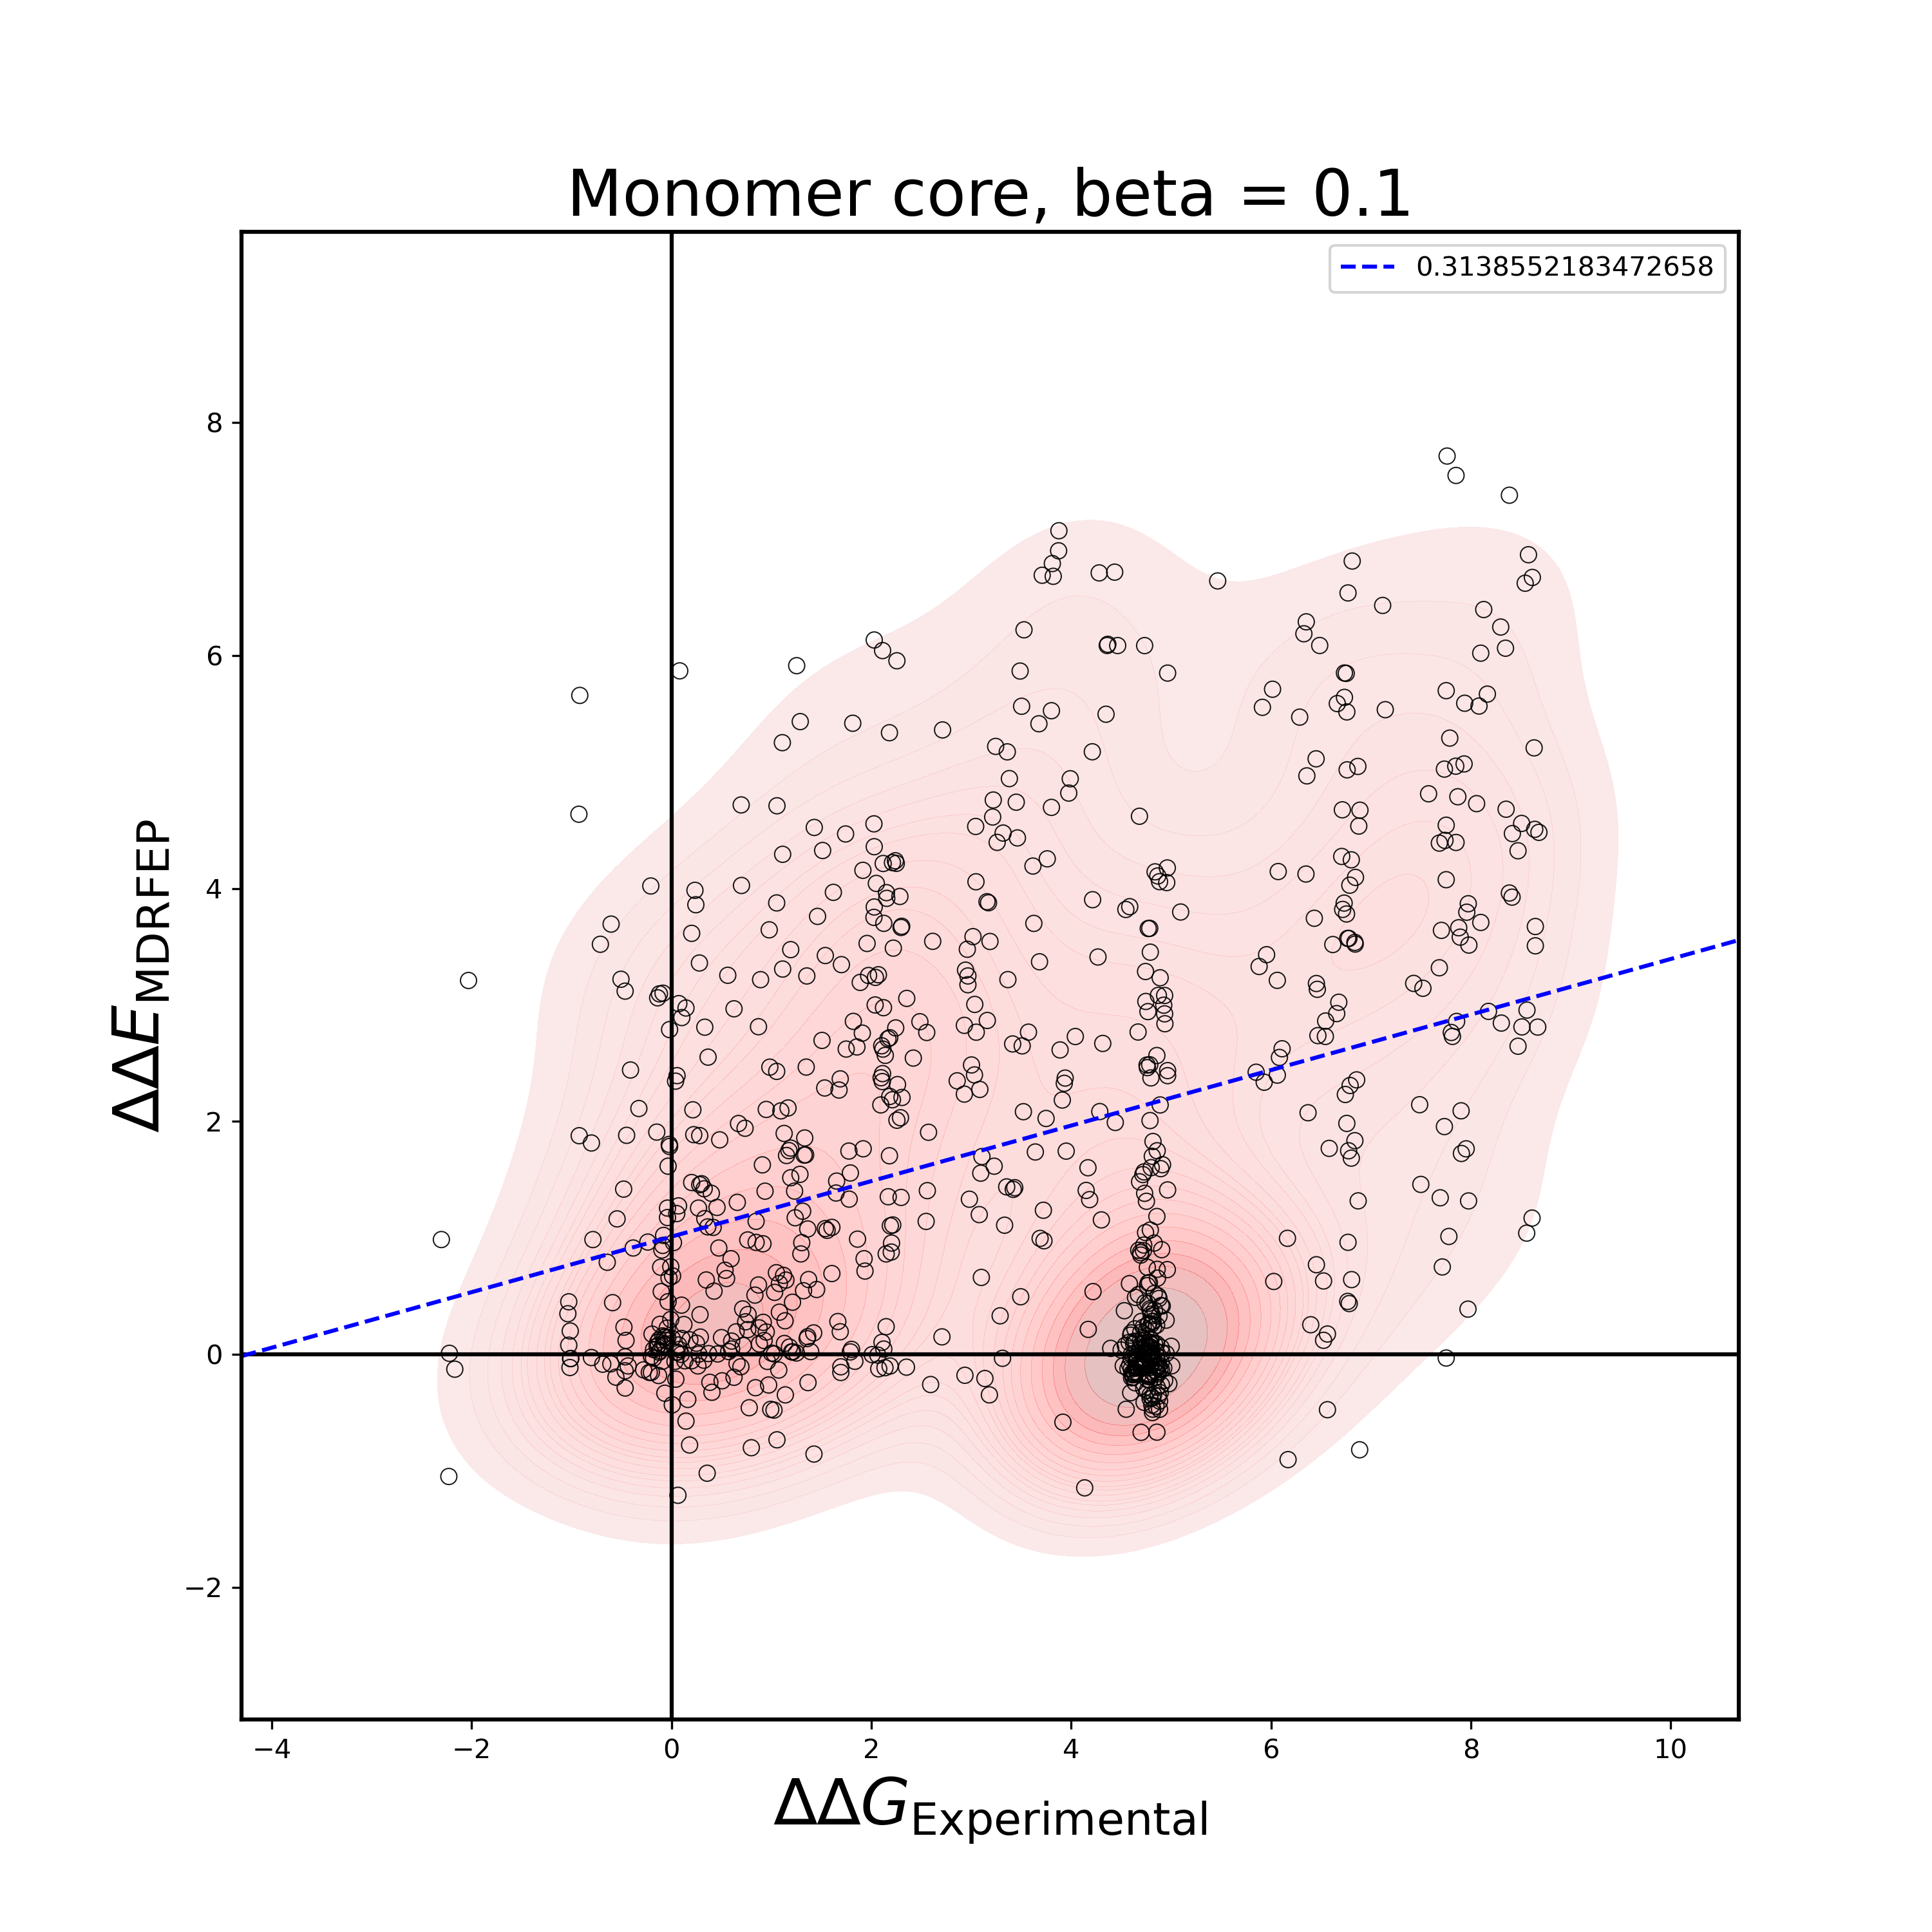 Monomer core, beta = 0.1
0.3138552183472658
8
6
4
2
0
−2
ΔΔE_MDRFEP
−4 −2 0 2 4 6 8 10
ΔΔG_Experimental